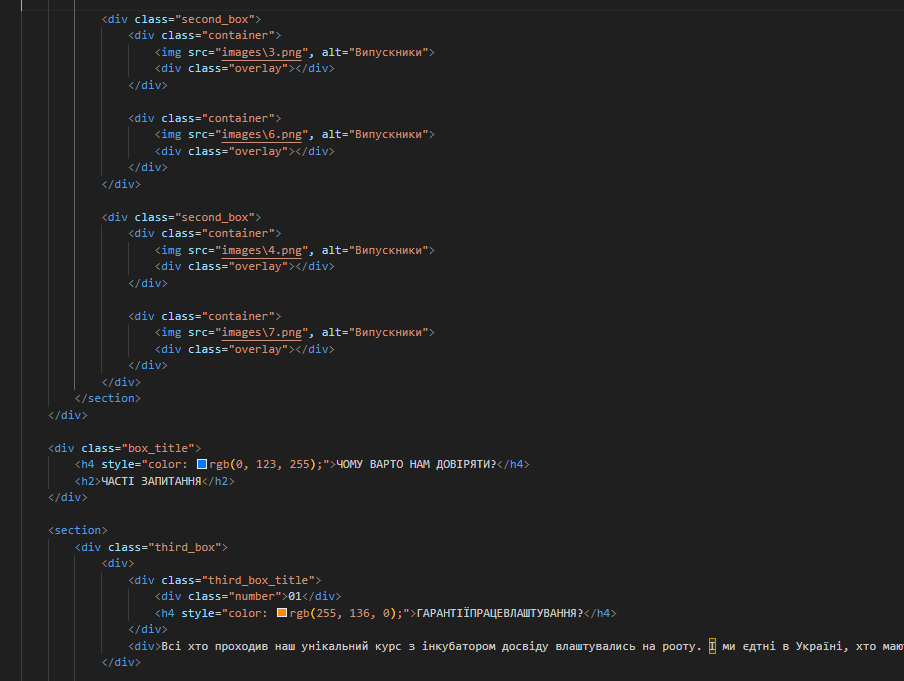 <div class="second_box">
<div class="container">
<img src="images\3.png", alt="Випускники">
<div class="overlay"></div>
</div>
<div class="container">
<img src="images\6.png", alt="Випускники">
<div class="overlay"></div>
</div>
</div>
<div class="second_box">
<div class="container">
<img src="images\4.png", alt="Випускники">
<div class="overlay"></div>
</div>
<div class="container">
<img src="images\7.png", alt="Випускники">
<div class="overlay"></div>
</div>
</div>
</section>
</div>
<div class="box_title">
<h4 style="color: rgb(0, 123, 255);">ЧОМУ ВАРТО НАМ ДОВІРЯТИ?</h4>
<h2>ЧАСТІ ЗАПИТАННЯ</h2>
</div>
<section>
<div class="third_box">
<div>
<div class="third_box_title">
<div class="number">01</div>
<h4 style="color: rgb(255, 136, 0);">ГАРАНТІЇПРАЦЕВЛАШТУВАННЯ?</h4>
</div>
<div>Всі хто проходив наш унікальний курс з інкубатором досвіду влаштувались на рооту. І ми єдтні в Україні, хто
</div>